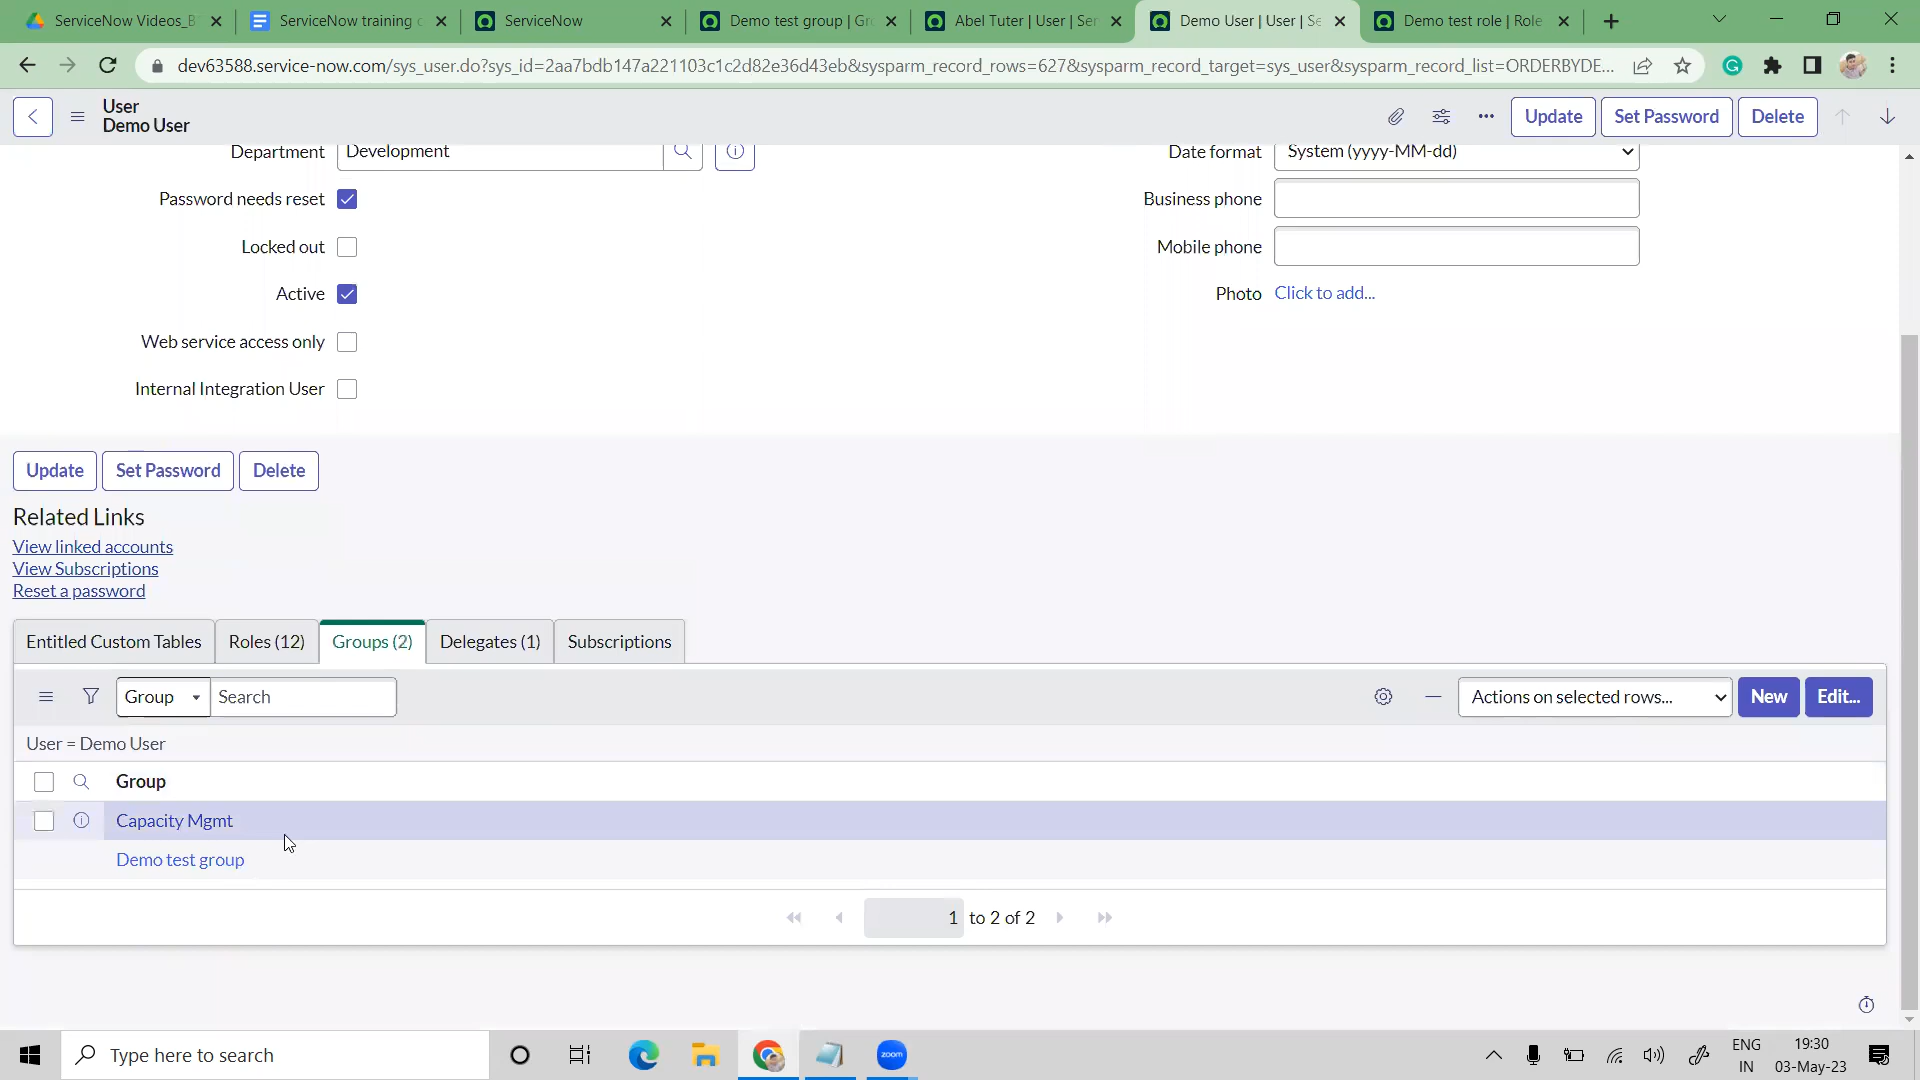 ServiceNow Videos_B
ServiceNow training c
ServiceNow
Demo test group | Gro
Abel Tuter | User | Ser
Demo User | User | Se
Demo test role | Role
dev63588.service-now.com/sys_user.do?sys_id=2aa7bdb147a221103c1c2d82e36d43eb&sysparm_record_rows=627&sysparm_record_target=sys_user&sysparm_record_list=ORDERBYDE...
User
Demo User
Update
Set Password
Delete
Department
Development
Date format
System (yyyy-MM-dd)
Password needs reset
Business phone
Locked out
Mobile phone
Active
Photo
Click to add...
Web service access only
Internal Integration User
Update
Set Password
Delete
Related Links
View linked accounts
View Subscriptions
Reset a password
Entitled Custom Tables
Roles (12)
Groups (2)
Delegates (1)
Subscriptions
Group
Search
Actions on selected rows...
New
Edit...
User = Demo User
Group
Capacity Mgmt
Demo test group
1 to 2 of 2
Type here to search
zoom
ENG
IN
19:30
03-May-23